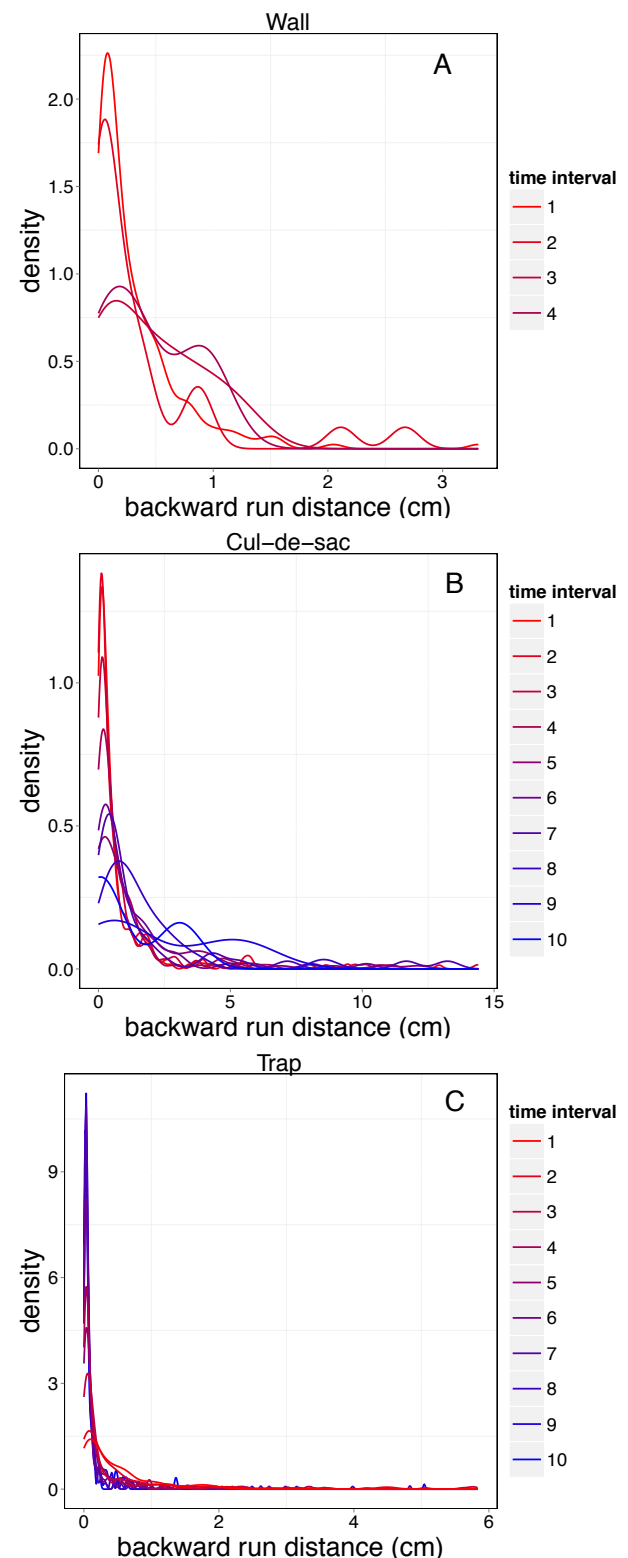 Wall
A
density
2.0
1.5
1.0
0.5
0.0
0 1 2 3
backward run distance (cm)
time interval
1
2
3
4
Cul−de−sac
B
density
1.0
0.5
0.0
0 5 10 15
backward run distance (cm)
time interval
1
2
3
4
5
6
7
8
9
10
Trap
C
density
9
6
3
0
0 2 4 6
backward run distance (cm)
time interval
1
2
3
4
5
6
7
8
9
10